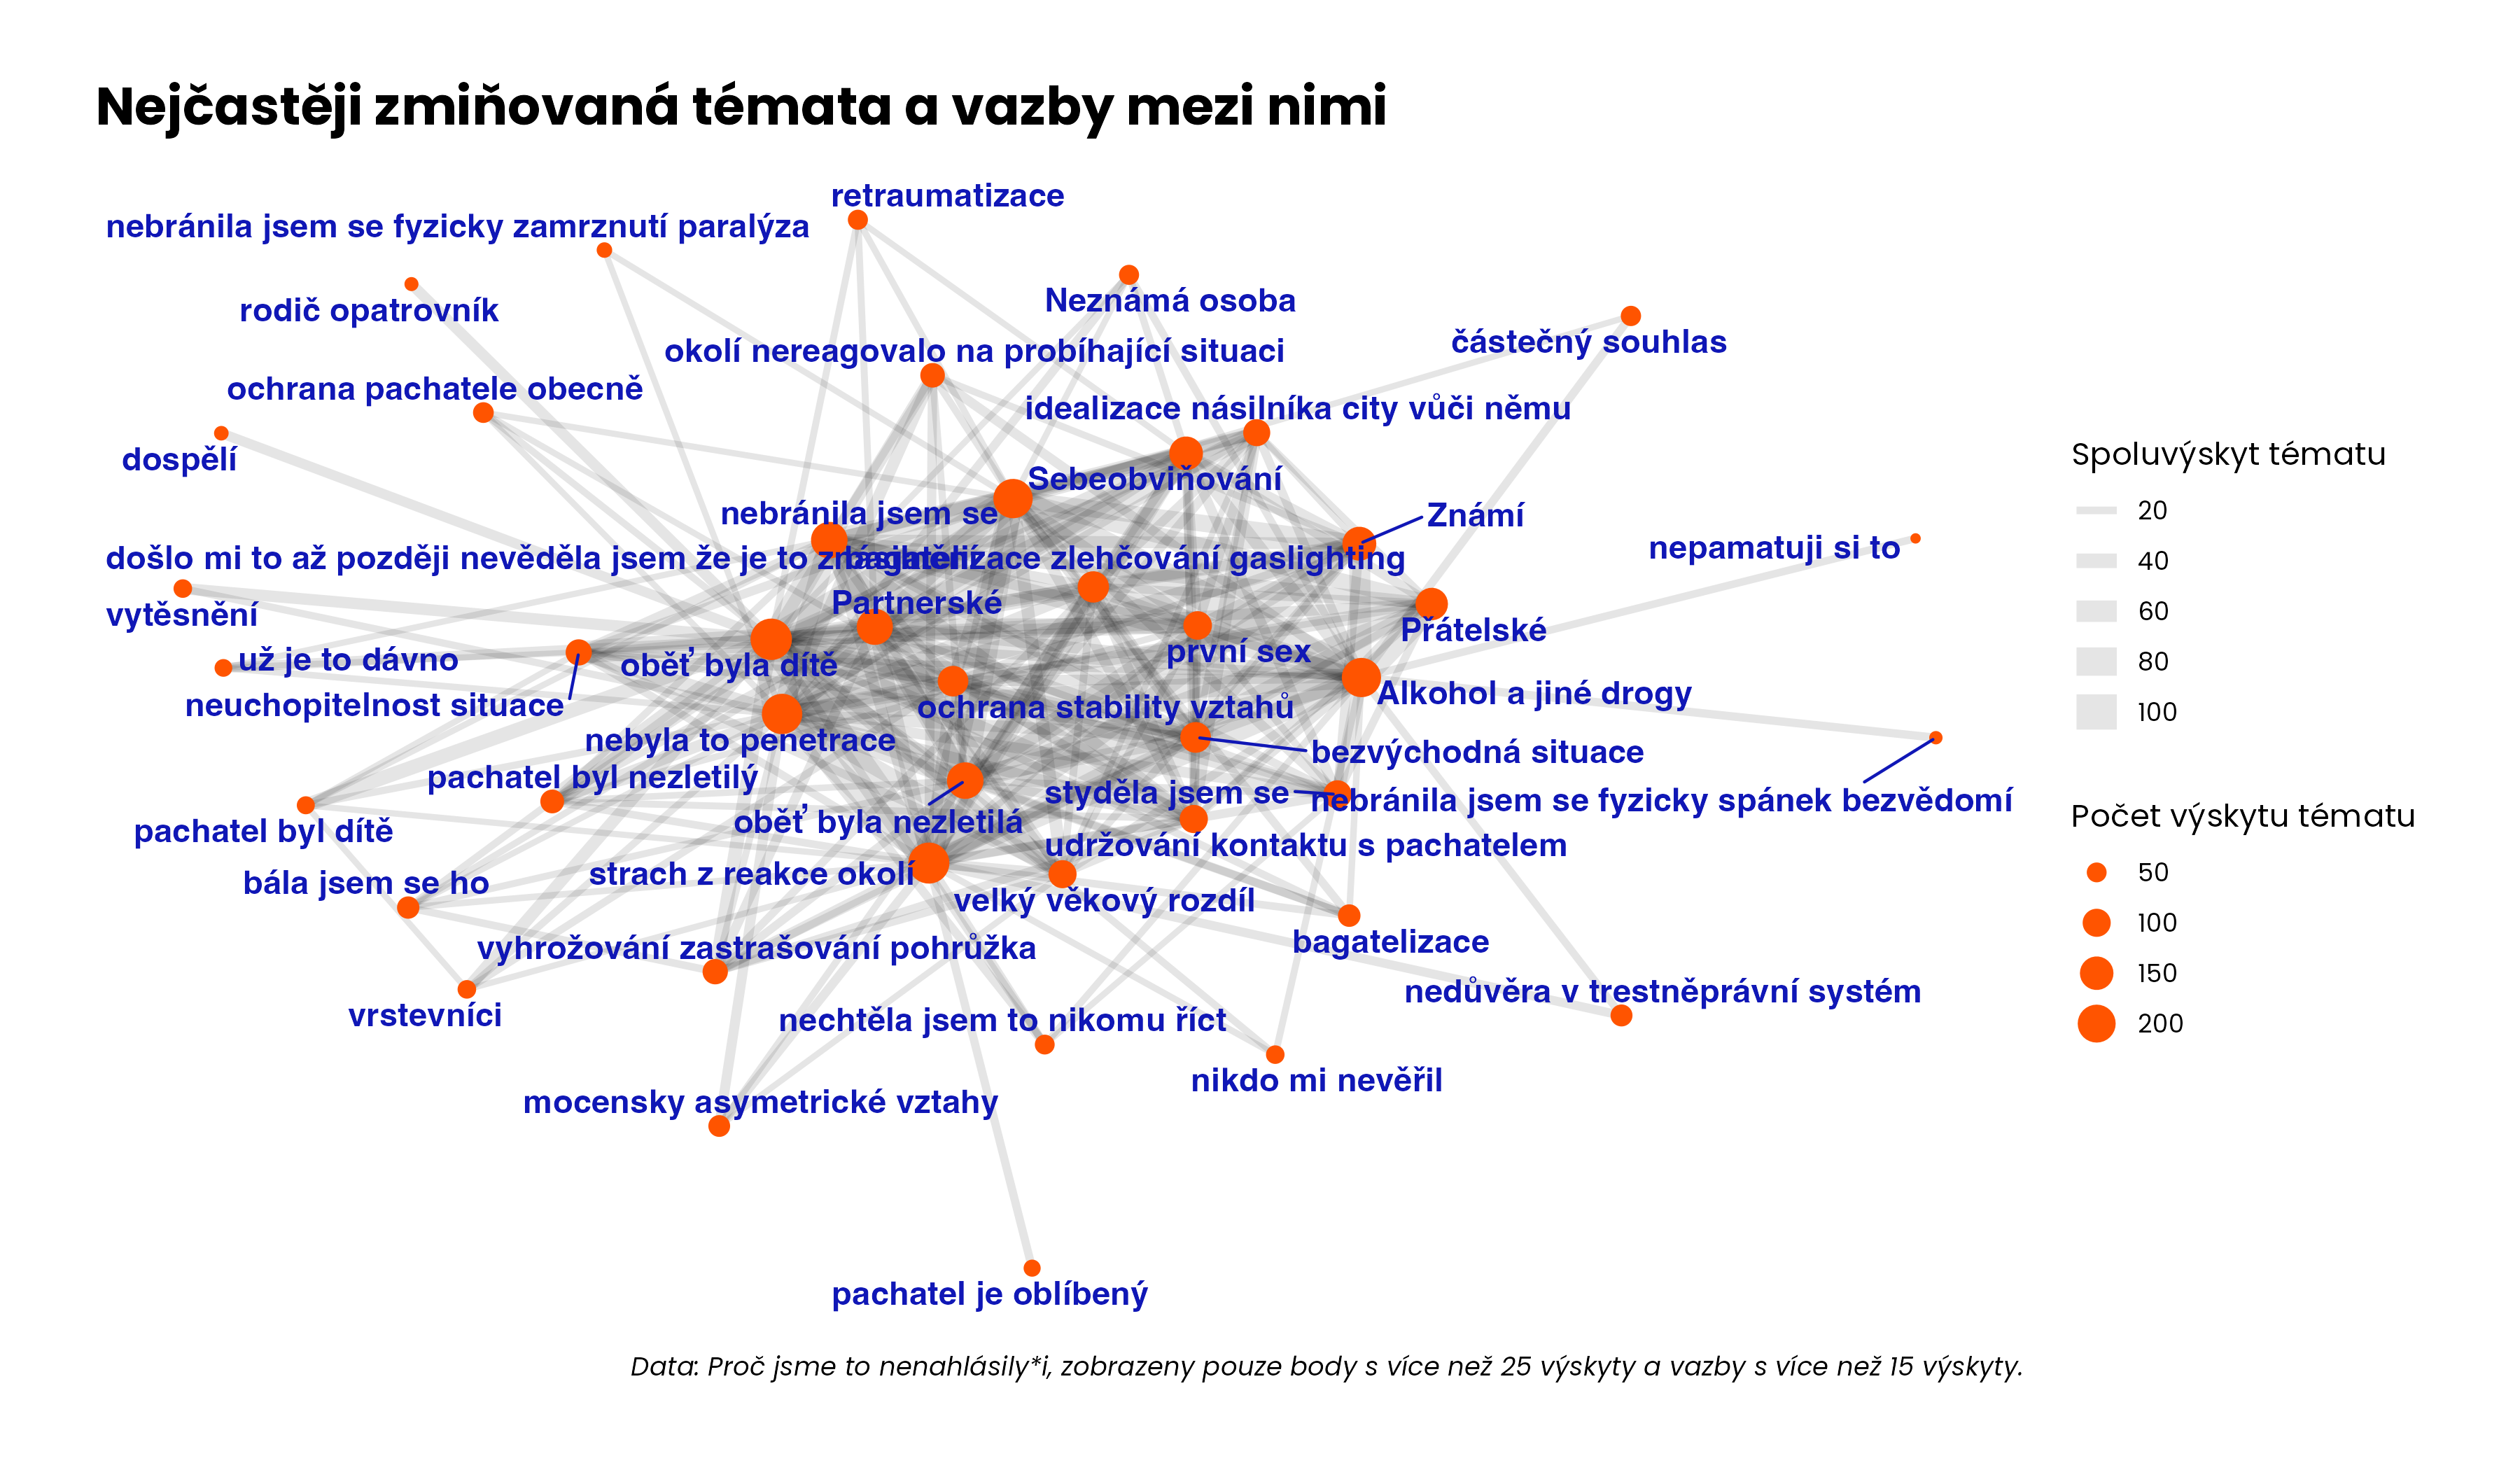 Nejčastěji zmiňovaná témata a vazby mezi nimi
retraumatizace
nebránila jsem se fyzicky zamrznutí paralýza
Neznámá osoba
rodič opatrovník
částečný souhlas
okolí nereagovalo na probíhající situaci
ochrana pachatele obecně
idealizace násilníka city vůči němu
dospělí
Sebeobviňování
nebránila jsem se
Známí
nepamatuji si to
došlo mi to až později nevěděla jsem že je to znásilnění
bagatelizace zlehčování gaslighting
Partnerské
vytěsnění
Přátelské
první sex
už je to dávno
oběť byla dítě
neuchopitelnost situace
ochrana stability vztahů
Alkohol a jiné drogy
nebyla to penetrace
bezvýchodná situace
pachatel byl nezletilý
styděla jsem se
nebránila jsem se fyzicky spánek bezvědomí
oběť byla nezletilá
pachatel byl dítě
udržování kontaktu s pachatelem
strach z reakce okolí
bála jsem se ho
velký věkový rozdíl
bagatelizace
vyhrožování zastrašování pohrůžka
nedůvěra v trestněprávní systém
vrstevníci
nechtěla jsem to nikomu říct
nikdo mi nevěřil
mocensky asymetrické vztahy
pachatel je oblíbený
Spoluvýskyt tématu
20
40
60
80
100
Počet výskytu tématu
50
100
150
200
Data: Proč jsme to nenahlásily*i, zobrazeny pouze body s více než 25 výskyty a vazby s více než 15 výskyty.